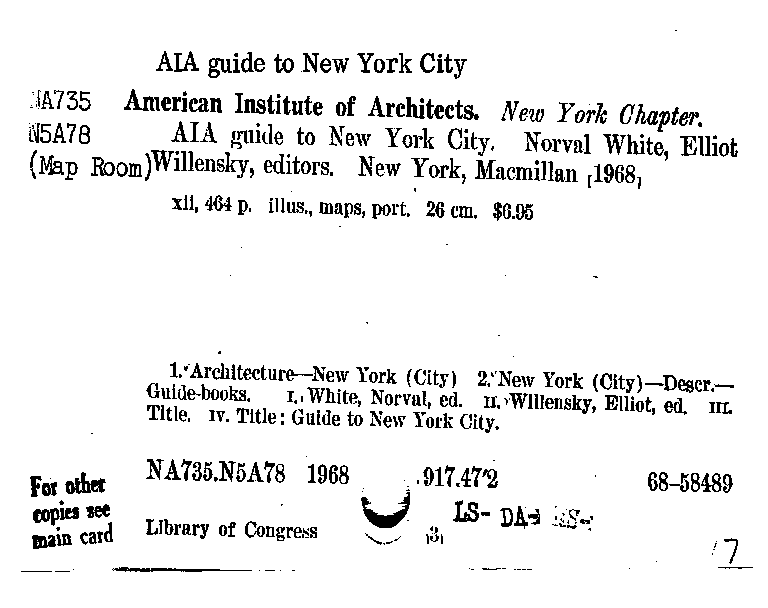 AIA guide to New York City
NA735 American Institute of Architects. New York Chapter.
N5A78 AIA guide to New York City. Norval White, Elliot
(Map Room) Willensky, editors. New York, Macmillan [1968]
xii, 464 p. illus., maps, port. 26 cm. $6.95
1. Architecture—New York (City) 2. New York (City)—Descr.—
Guide-books. I. White, Norval, ed. II. Willensky, Elliot, ed. III.
Title. IV. Title: Guide to New York City.
NA735.N5A78 1968 917.47'2 68-58489
For other
copies see
main card
Library of Congress [3]
LS- DA-
7